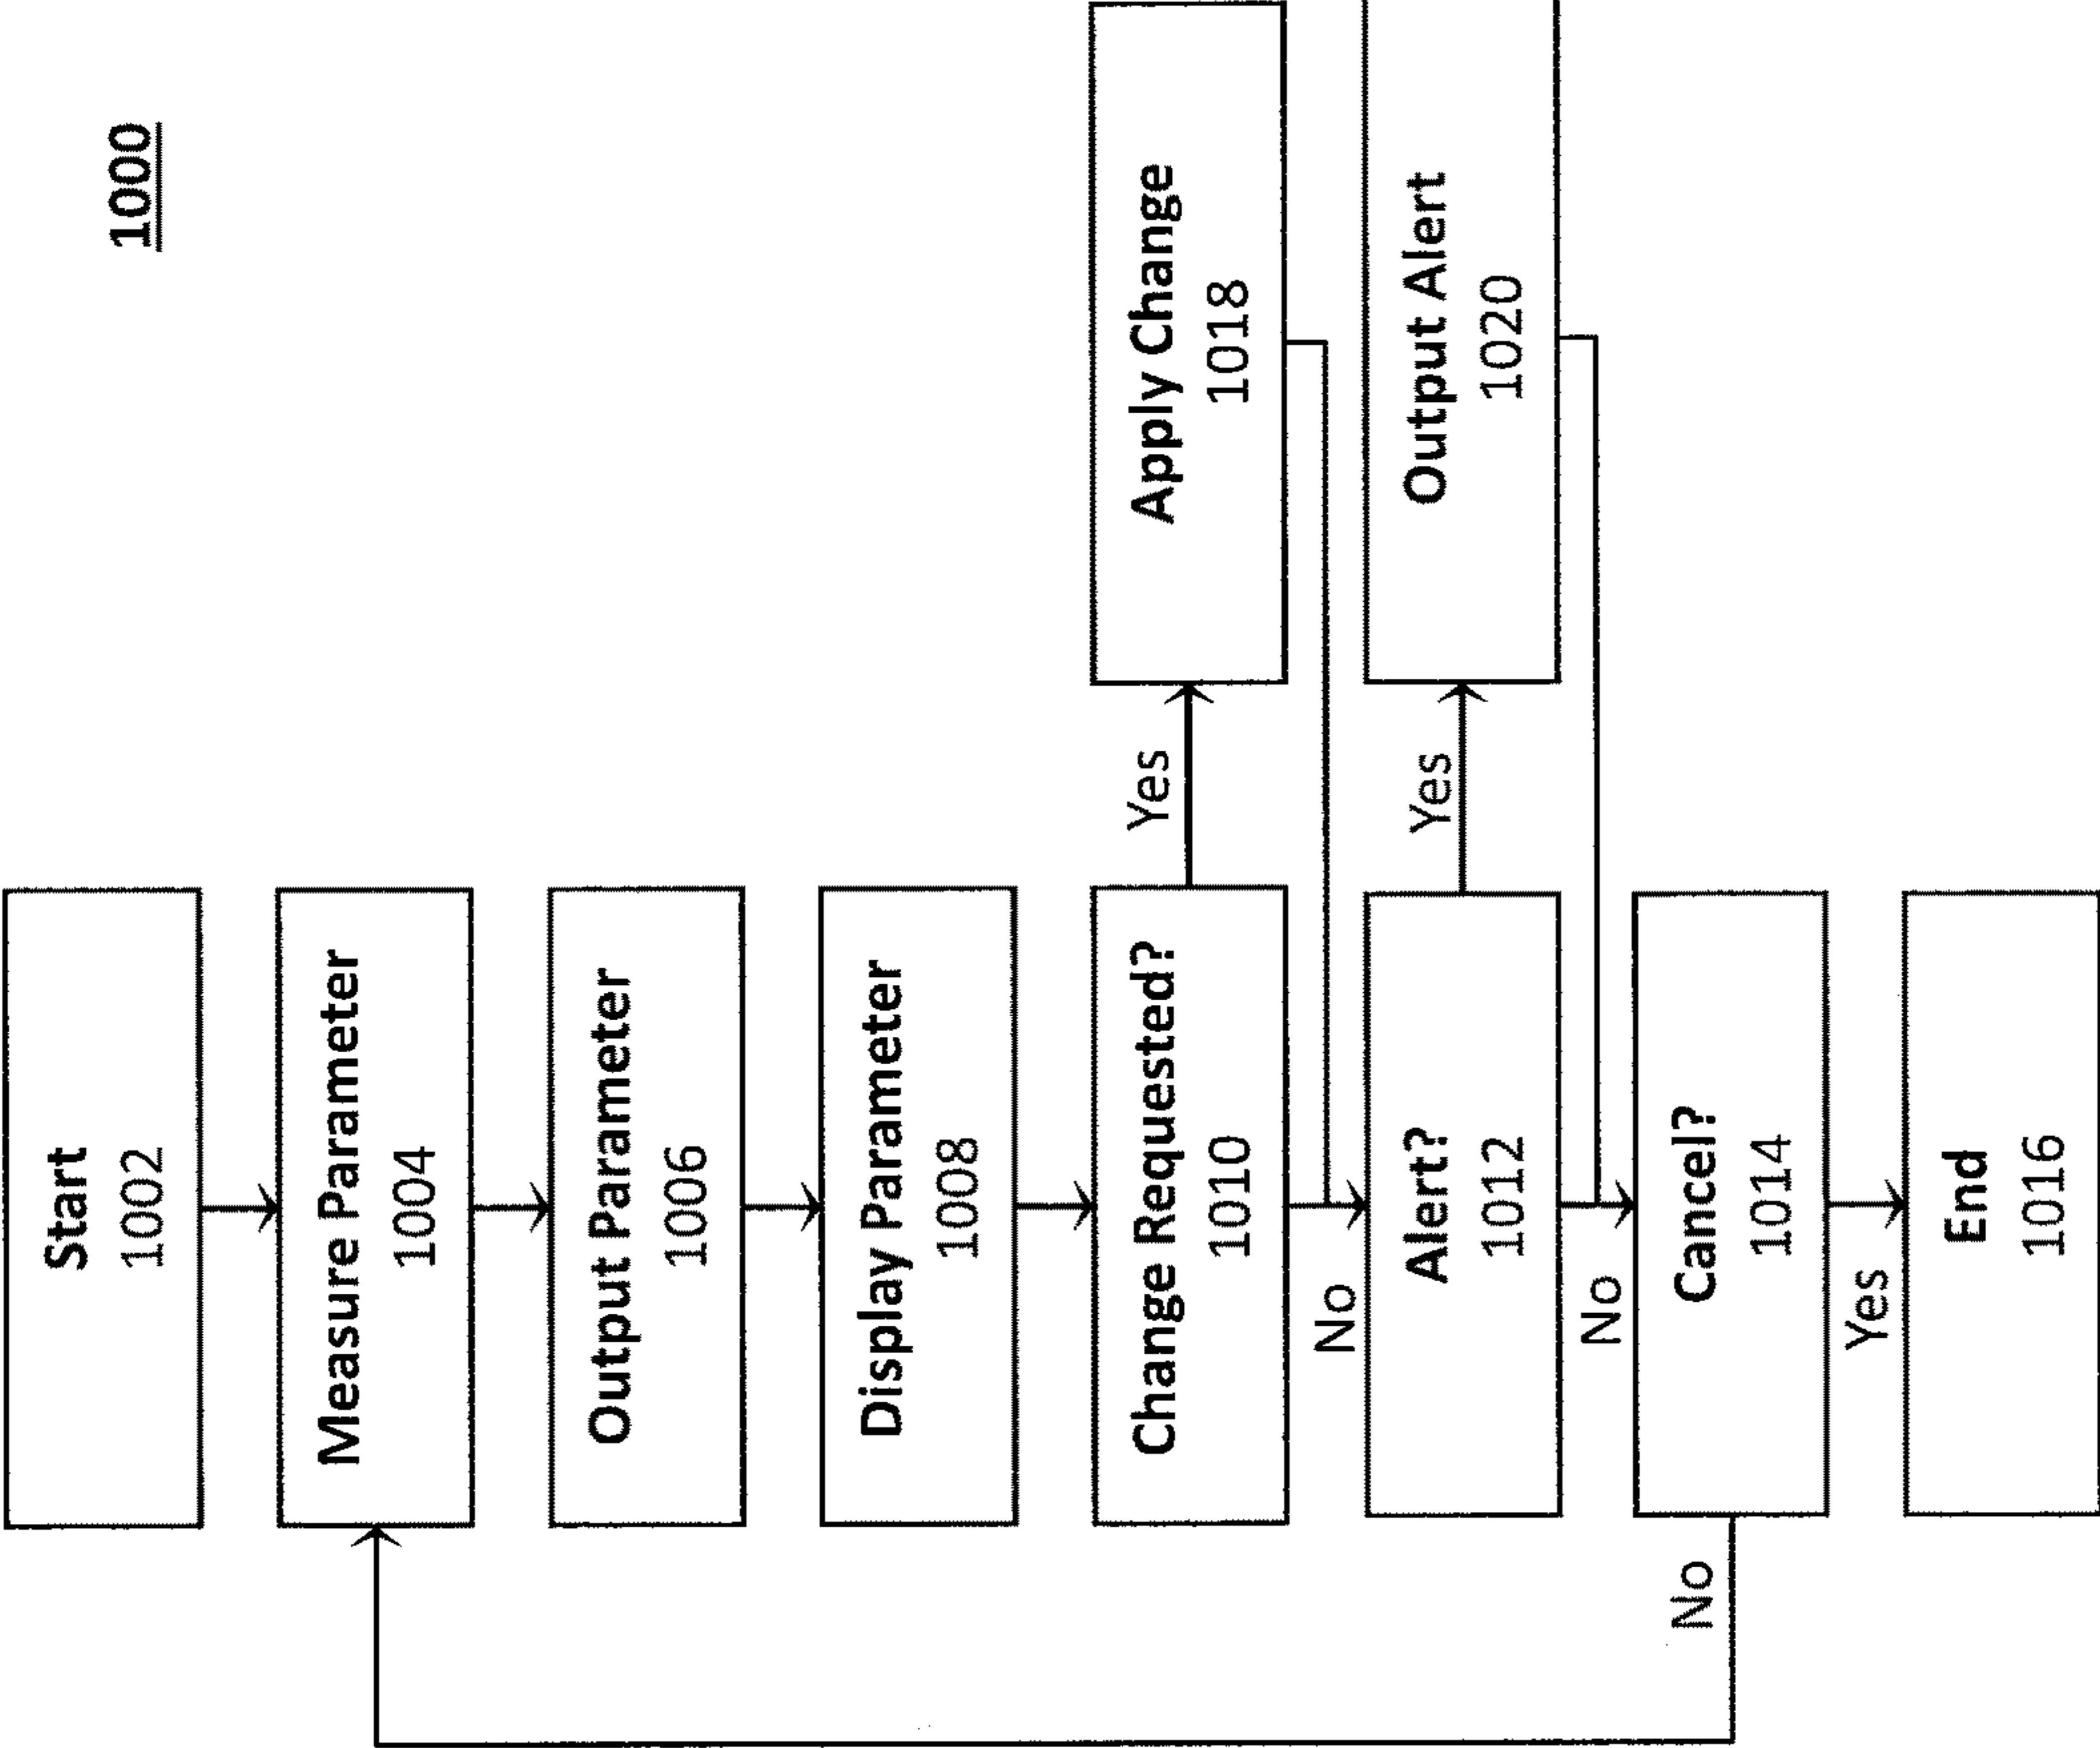 1000
Start
1002
Measure Parameter
1004
Output Parameter
1006
Display Parameter
1008
Change Requested?
1010
Yes
Apply Change
1018
No
Alert?
1012
Yes
Output Alert
1020
No
Cancel?
1014
No
Yes
End
1016